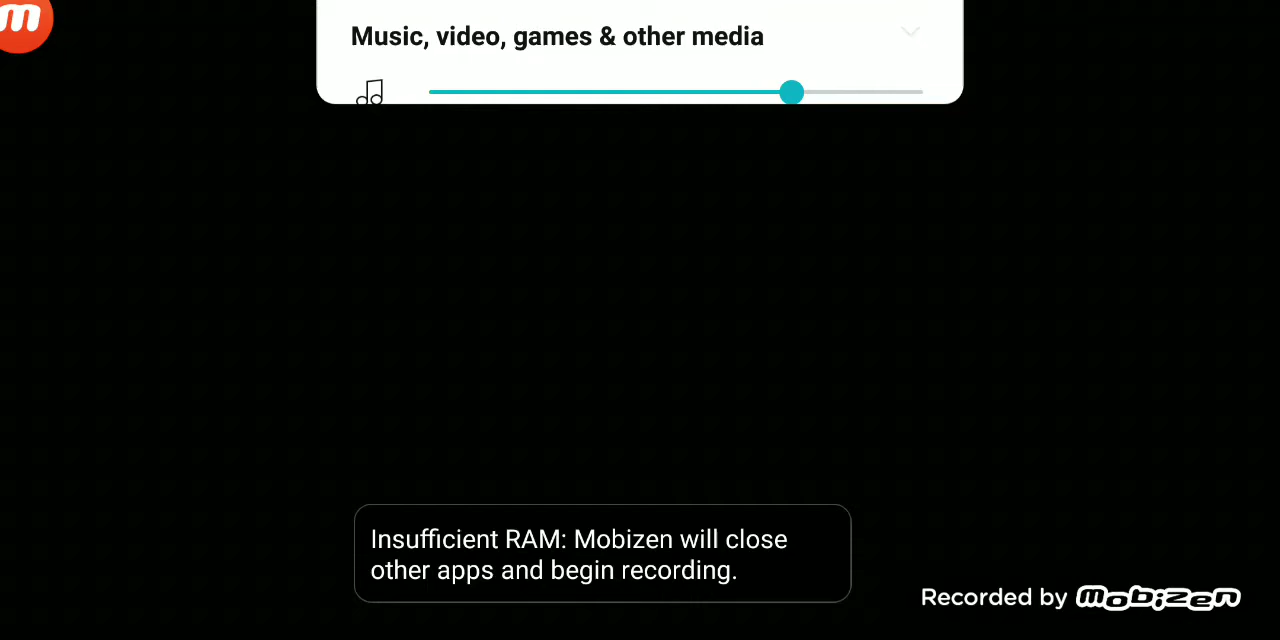 m
Music, video, games & other media
Insufficient RAM: Mobizen will close
other apps and begin recording.
Recorded by mobizen